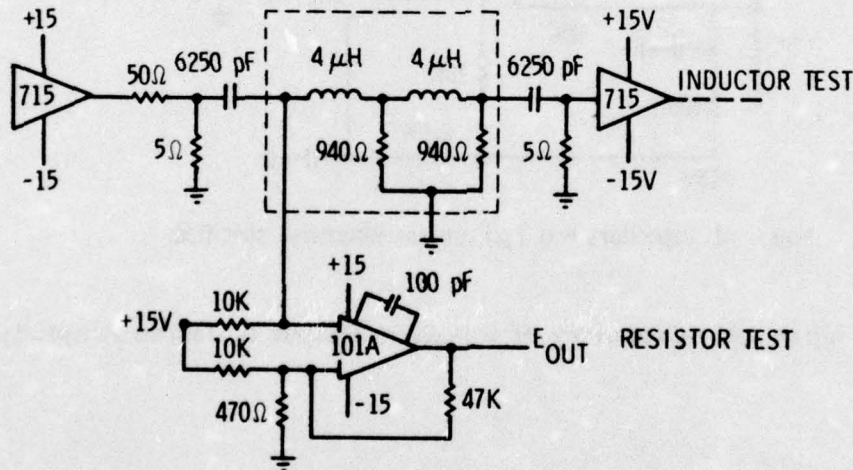 +15
+15V
6250 pF
4 μH
4 μH
6250 pF
50Ω
715
715
INDUCTOR TEST
5Ω
940Ω
940Ω
5Ω
-15
-15V
+15
100 pF
10K
+15V
10K
101A
E OUT RESISTOR TEST
-15
470Ω
47K